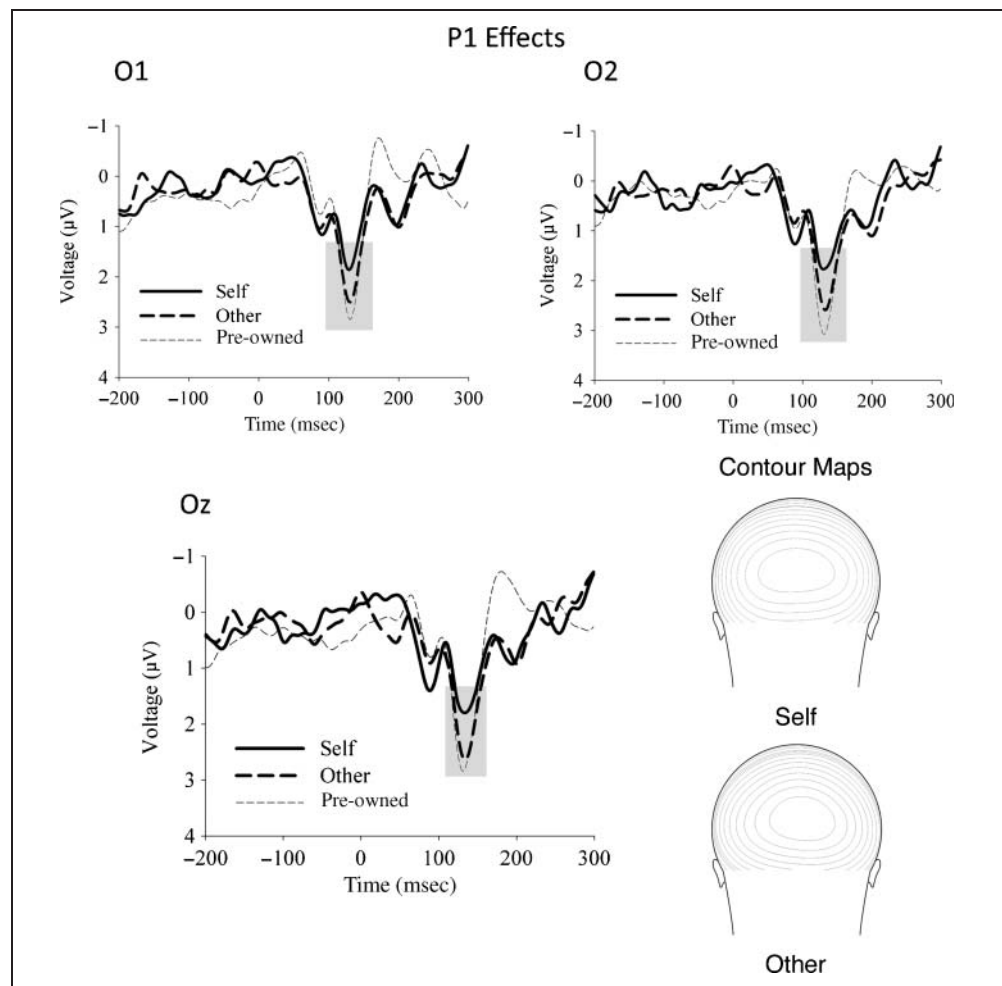 P1 Effects
O1
O2
−1
0
1
2
3
4
Voltage (µV)
Self
Other
Pre-owned
−200
−100
0
100
200
300
Time (msec)
−1
0
1
2
3
4
Voltage (µV)
Self
Other
Pre-owned
−200
−100
0
100
200
300
Time (msec)
Oz
−1
0
1
2
3
4
Voltage (µV)
Self
Other
Pre-owned
−200
−100
0
100
200
300
Time (msec)
Contour Maps
Self
Other